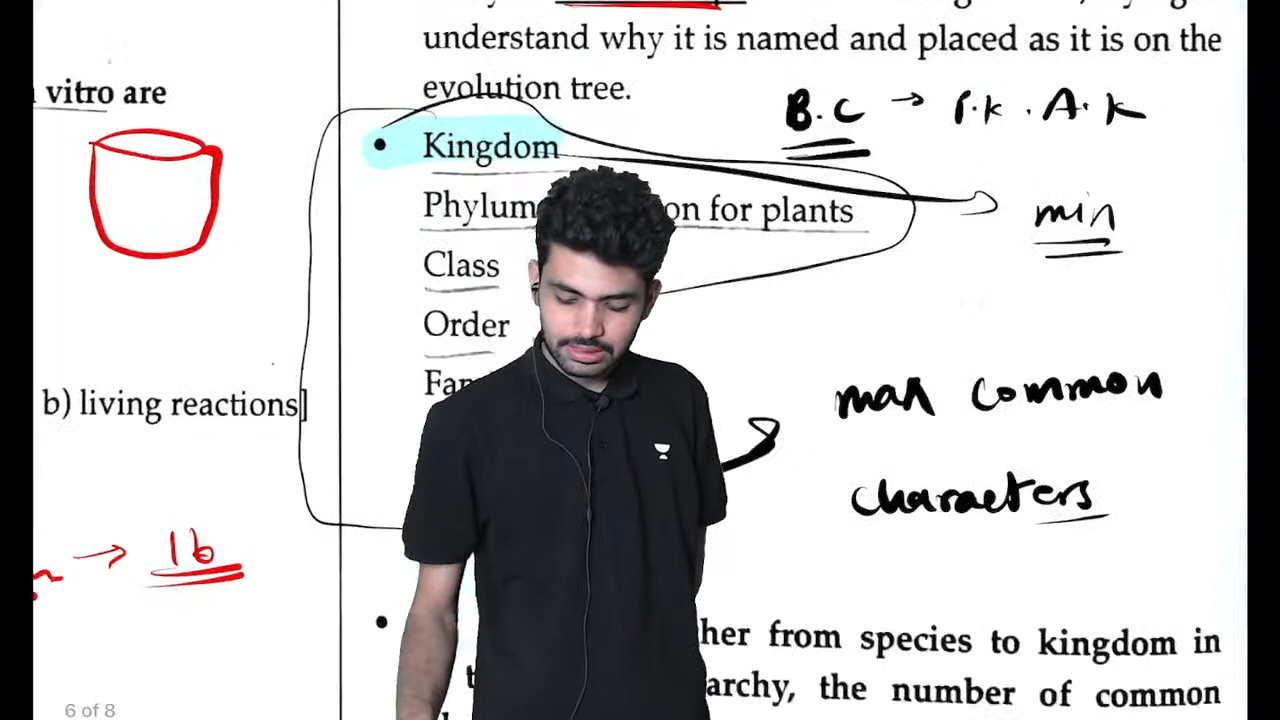 vitro are
b) living reactions]
→ 16
6 of 8
understand why it is named and placed as it is on the
evolution tree.
B.C → P.K. A.K
• Kingdom
min
Phylum on for plants
Class
Order
max common
characters
• her from species to kingdom in
archy, the number of common